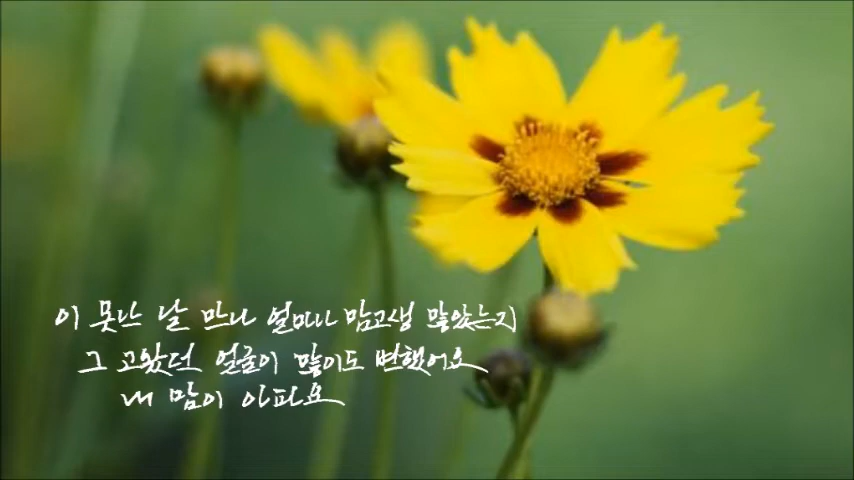 이 못난 날 만나 얼마나 맘고생 많았는지
그 고왔던 얼굴이 많이도 변했어요
내 맘이 아파요